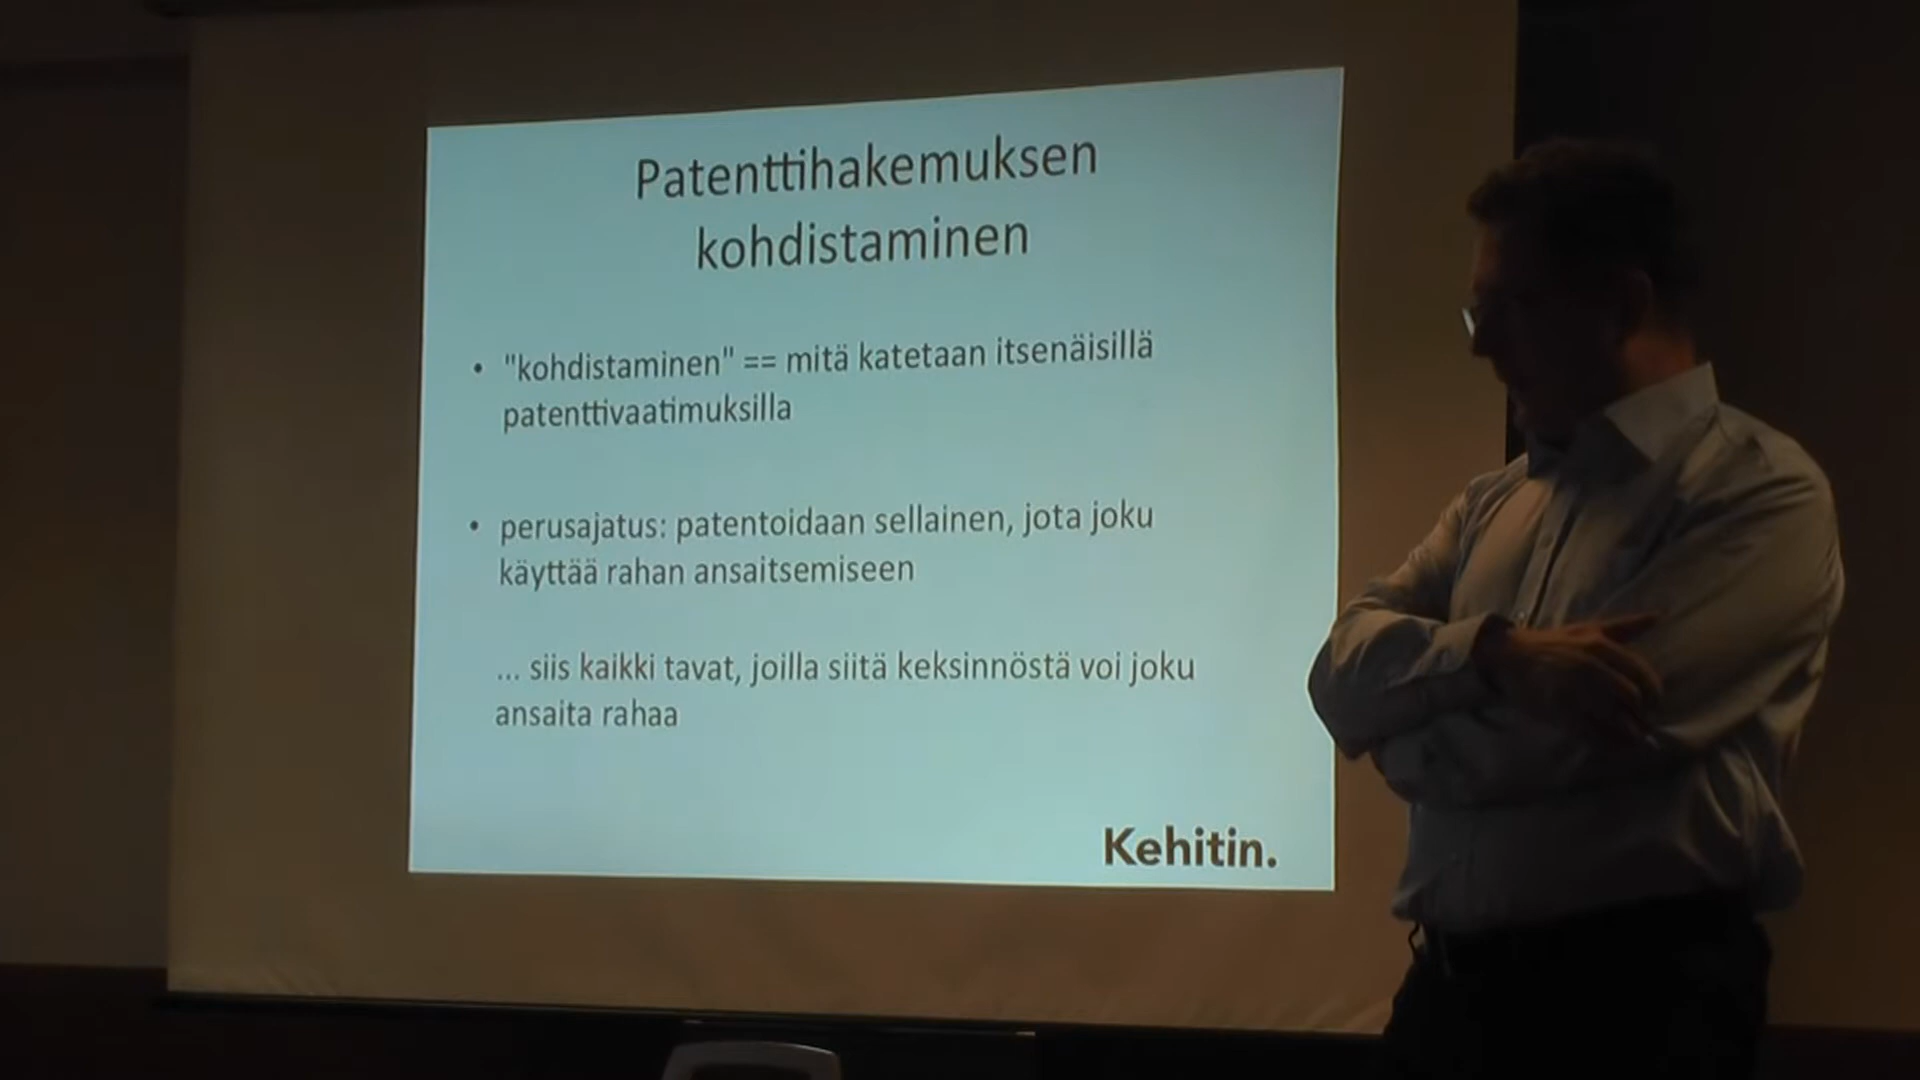 Patenttihakemuksen
kohdistaminen
• "kohdistaminen" == mitä katetaan itsenäisillä
patenttivaatimuksilla
• perusajatus: patentoidaan sellainen, jota joku
käyttää rahan ansaitsemiseen
... siis kaikki tavat, joilla siitä keksinnöstä voi joku
ansaita rahaa
Kehitin.